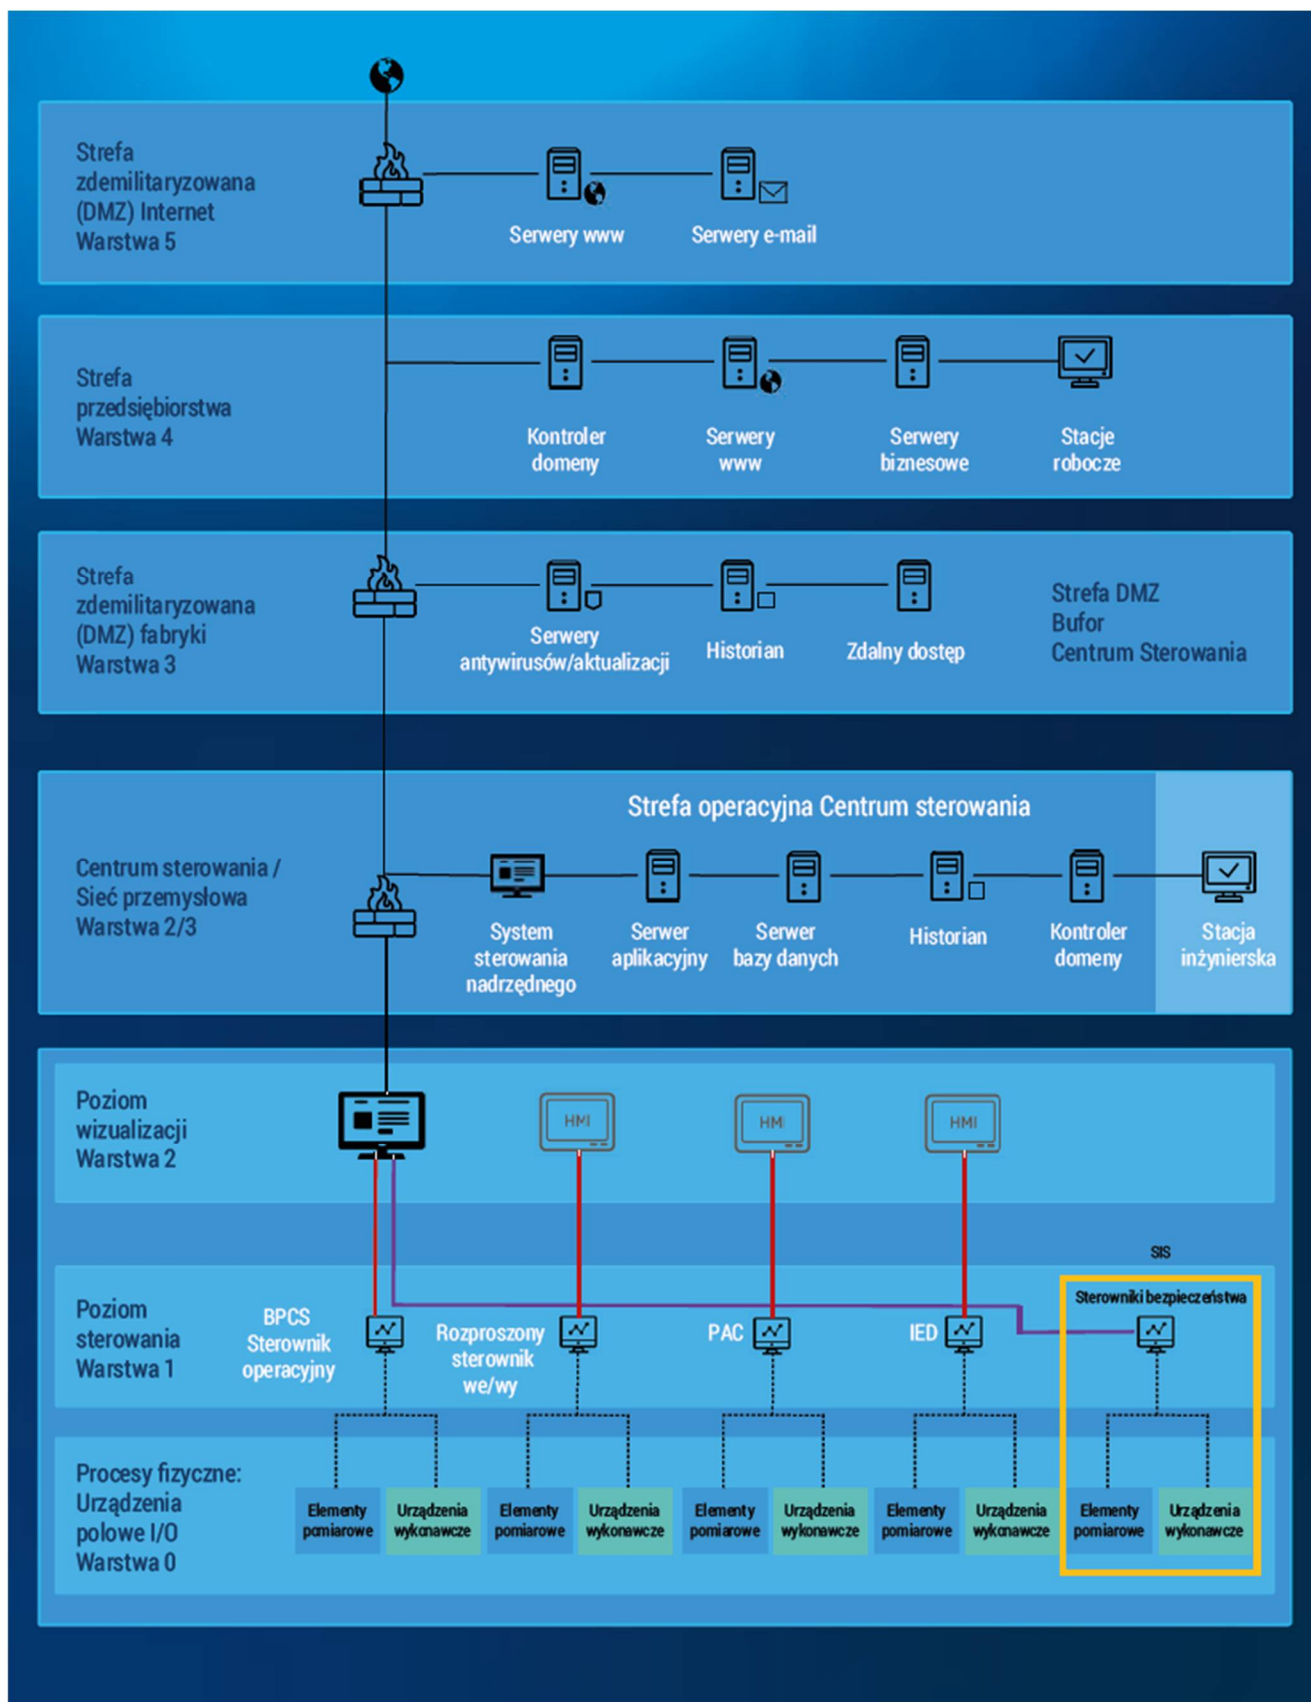 Strefa
zdemilitaryzowana
(DMZ) Internet
Warstwa 5
Serwery www
Serwery e-mail
Strefa
przedsiębiorstwa
Warstwa 4
Kontroler
domeny
Serwery
www
Serwery
biznesowe
Stacje
robocze
Strefa
zdemilitaryzowana
(DMZ) fabryki
Warstwa 3
Serwery
antywirusów/aktualizacji
Historian
Zdalny dostęp
Strefa DMZ
Bufor
Centrum Sterowania
Strefa operacyjna Centrum sterowania
Centrum sterowania /
Sieć przemysłowa
Warstwa 2/3
System
sterowania
nadrzędnego
Serwer
aplikacyjny
Serwer
bazy danych
Historian
Kontroler
domeny
Stacja
inżynierska
Poziom
wizualizacji
Warstwa 2
HMI
HMI
HMI
SIS
Poziom
sterowania
Warstwa 1
BPCS
Sterownik
operacyjny
Rozproszony
sterownik
we/wy
PAC
IED
Sterowniki bezpieczeństwa
Procesy fizyczne:
Urządzenia
polowe I/O
Warstwa 0
Elementy
pomiarowe
Urządzenia
wykonawcze
Elementy
pomiarowe
Urządzenia
wykonawcze
Elementy
pomiarowe
Urządzenia
wykonawcze
Elementy
pomiarowe
Urządzenia
wykonawcze
Elementy
pomiarowe
Urządzenia
wykonawcze